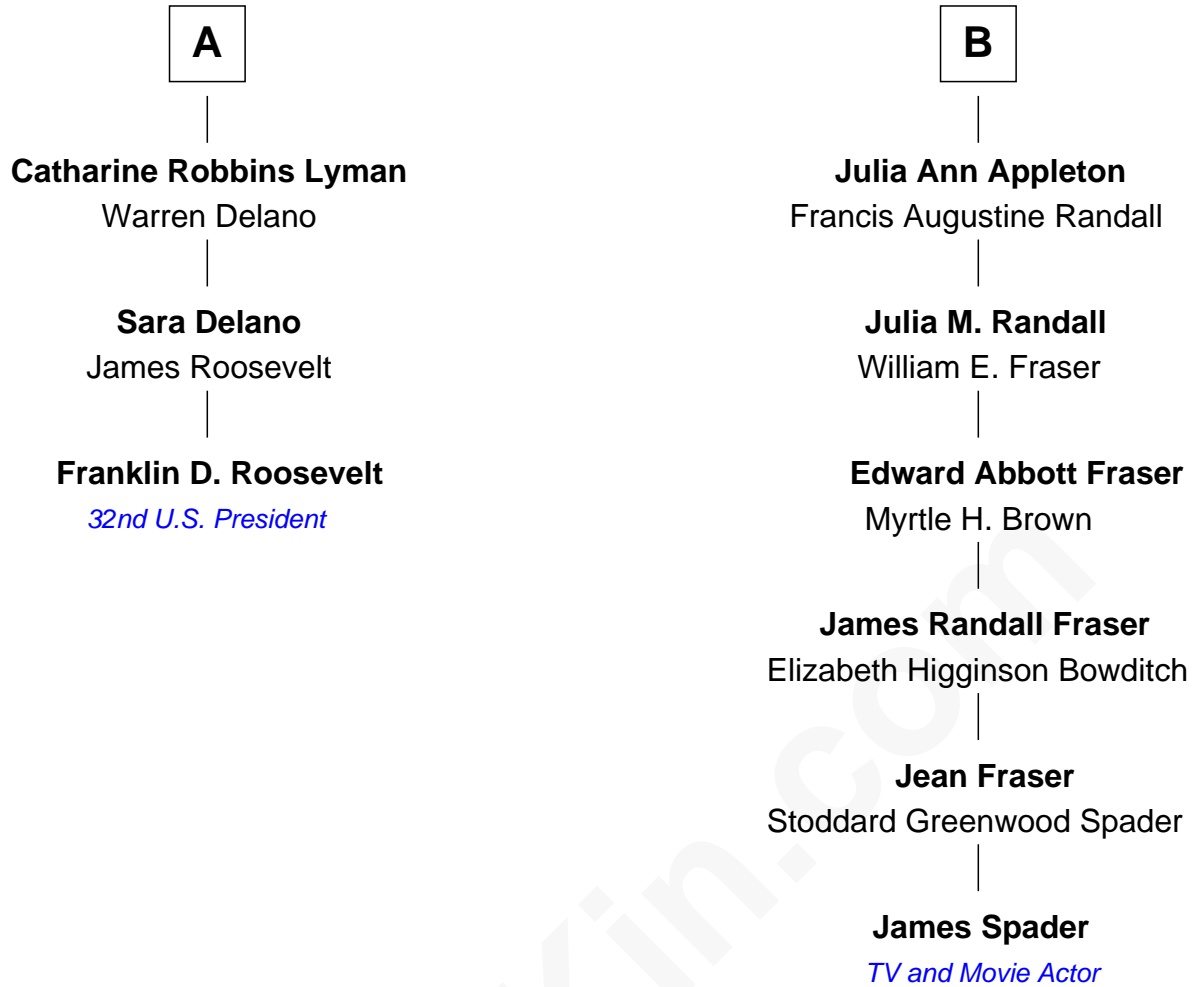 A
Catharine Robbins Lyman
Warren Delano
Sara Delano
James Roosevelt
Franklin D. Roosevelt
32nd U.S. President
B
Julia Ann Appleton
Francis Augustine Randall
Julia M. Randall
William E. Fraser
Edward Abbott Fraser
Myrtle H. Brown
James Randall Fraser
Elizabeth Higginson Bowditch
Jean Fraser
Stoddard Greenwood Spader
James Spader
TV and Movie Actor
Kin.com